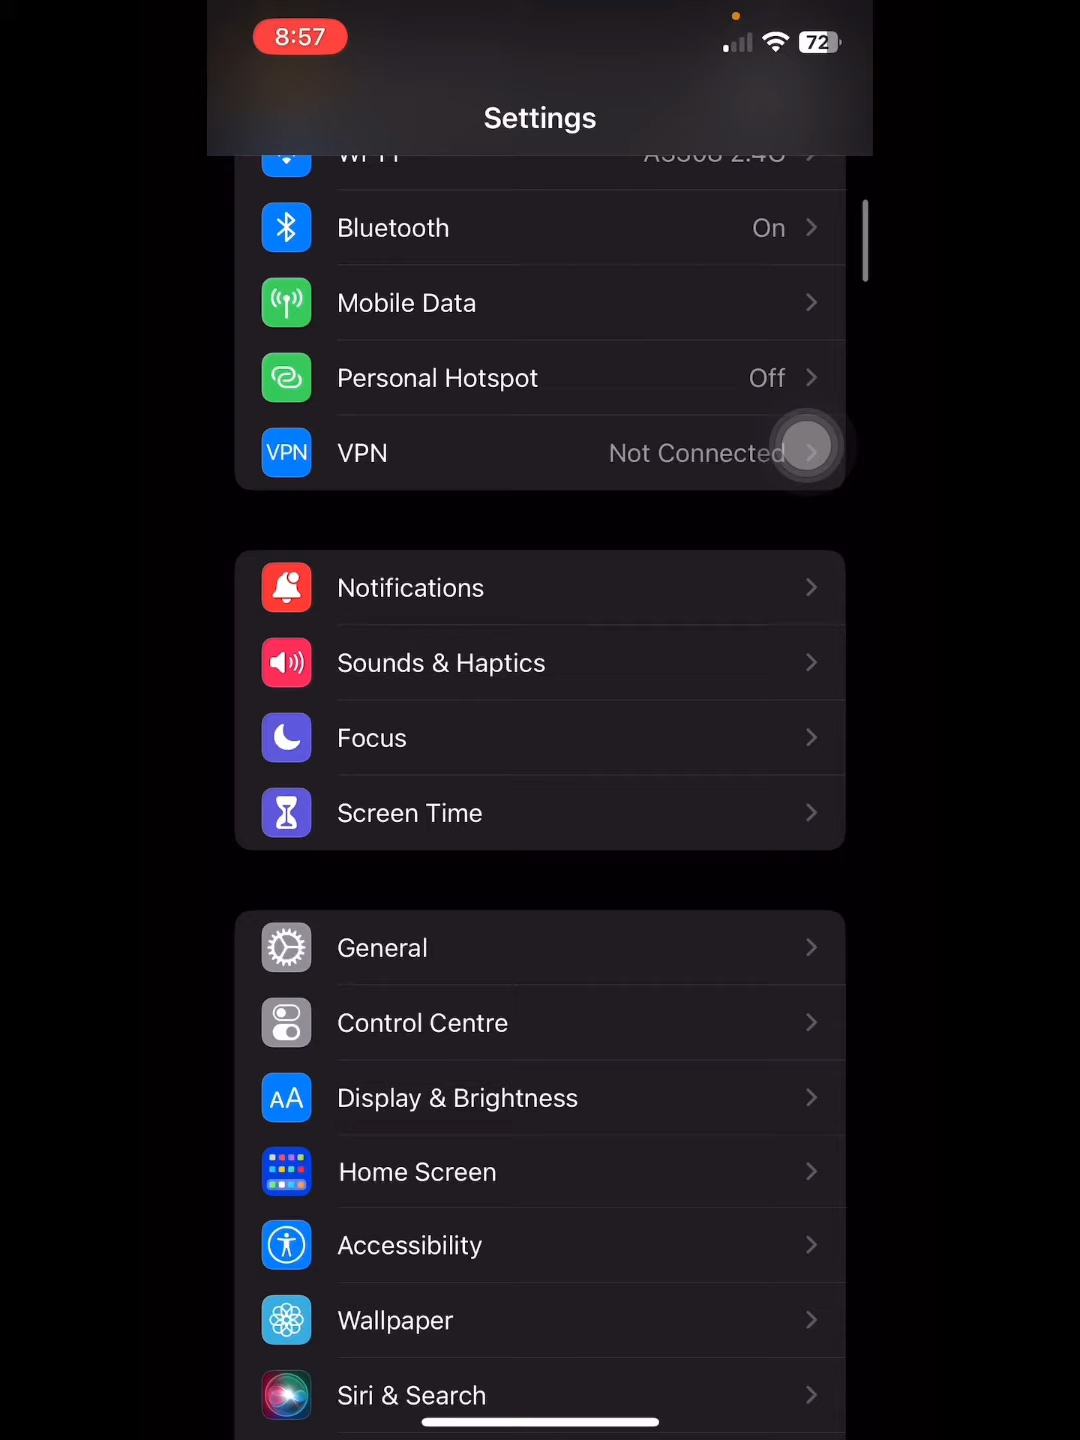 8:57
72
Settings
Bluetooth On
Mobile Data
Personal Hotspot Off
VPN VPN Not Connected
Notifications
Sounds & Haptics
Focus
Screen Time
General
Control Centre
AA Display & Brightness
Home Screen
Accessibility
Wallpaper
Siri & Search